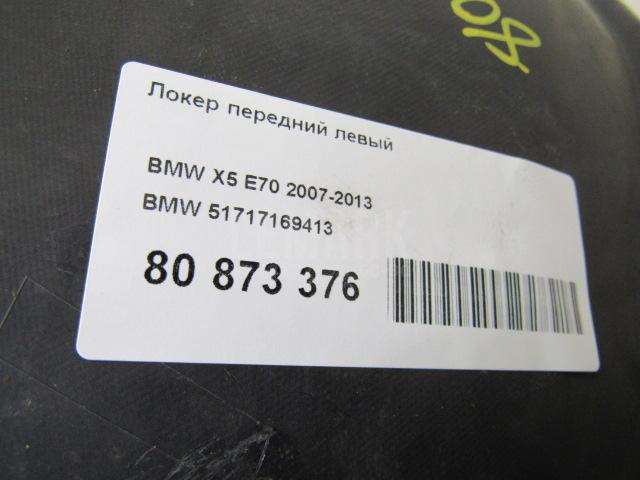 Локер передний левый
BMW X5 E70 2007-2013
BMW 51717169413
80 873 376